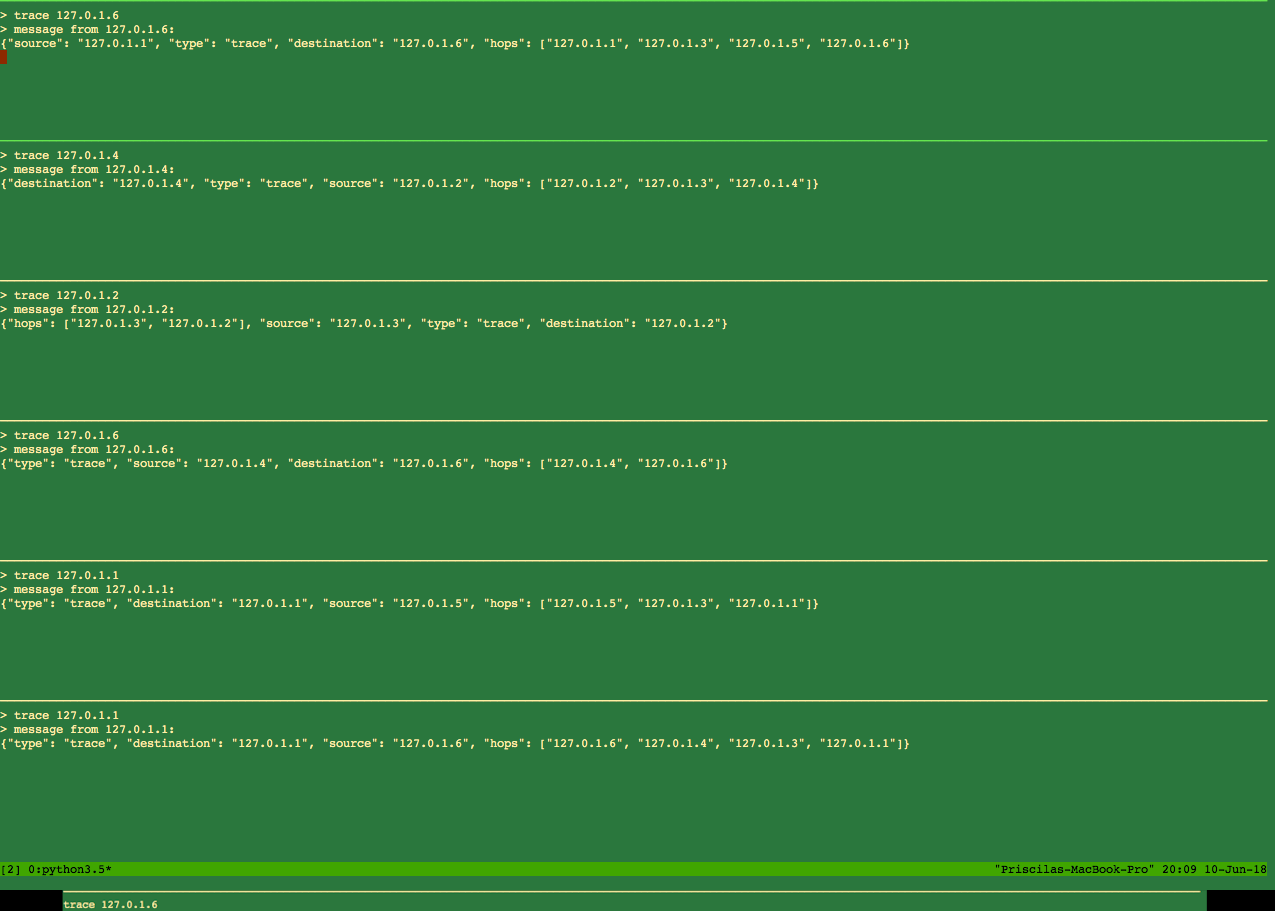 > trace 127.0.1.6
> message from 127.0.1.6:
{"source": "127.0.1.1", "type": "trace", "destination": "127.0.1.6", "hops": ["127.0.1.1", "127.0.1.3", "127.0.1.5", "127.0.1.6"]}
> trace 127.0.1.4
> message from 127.0.1.4:
{"destination": "127.0.1.4", "type": "trace", "source": "127.0.1.2", "hops": ["127.0.1.2", "127.0.1.3", "127.0.1.4"]}
> trace 127.0.1.2
> message from 127.0.1.2:
{"hops": ["127.0.1.3", "127.0.1.2"], "source": "127.0.1.3", "type": "trace", "destination": "127.0.1.2"}
> trace 127.0.1.6
> message from 127.0.1.6:
{"type": "trace", "source": "127.0.1.4", "destination": "127.0.1.6", "hops": ["127.0.1.4", "127.0.1.6"]}
> trace 127.0.1.1
> message from 127.0.1.1:
{"type": "trace", "destination": "127.0.1.1", "source": "127.0.1.5", "hops": ["127.0.1.5", "127.0.1.3", "127.0.1.1"]}
> trace 127.0.1.1
> message from 127.0.1.1:
{"type": "trace", "destination": "127.0.1.1", "source": "127.0.1.6", "hops": ["127.0.1.6", "127.0.1.4", "127.0.1.3", "127.0.1.1"]}
[2] 0:python3.5* "Priscilas-MacBook-Pro" 20:09 10-Jun-18
trace 127.0.1.6